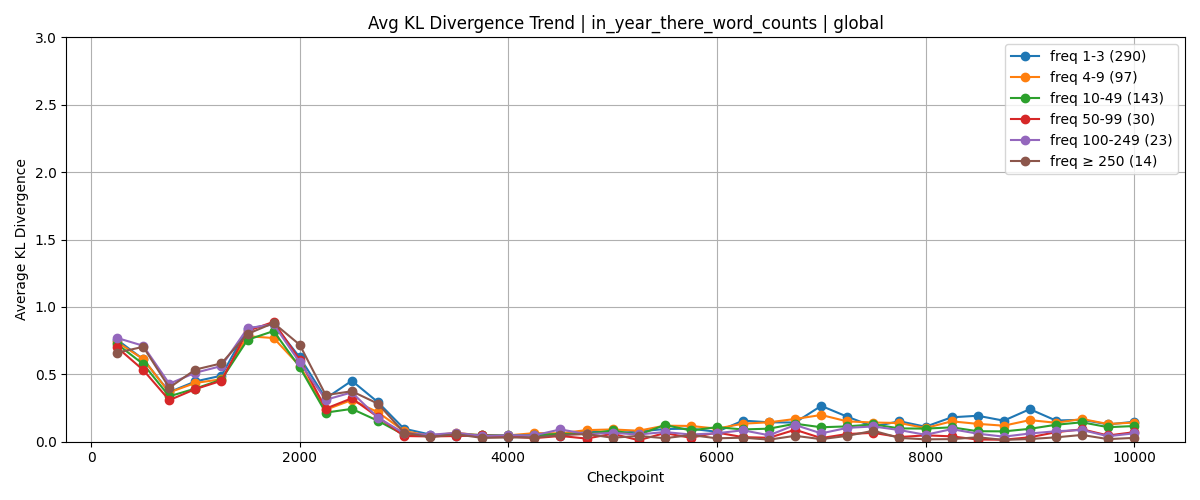 Avg KL Divergence Trend | in_year_there_word_counts | global
3.0
2.5
2.0
1.5
1.0
0.5
0.0
Average KL Divergence
freq 1-3 (290)
freq 4-9 (97)
freq 10-49 (143)
freq 50-99 (30)
freq 100-249 (23)
freq ≥ 250 (14)
0 2000 4000 6000 8000 10000
Checkpoint